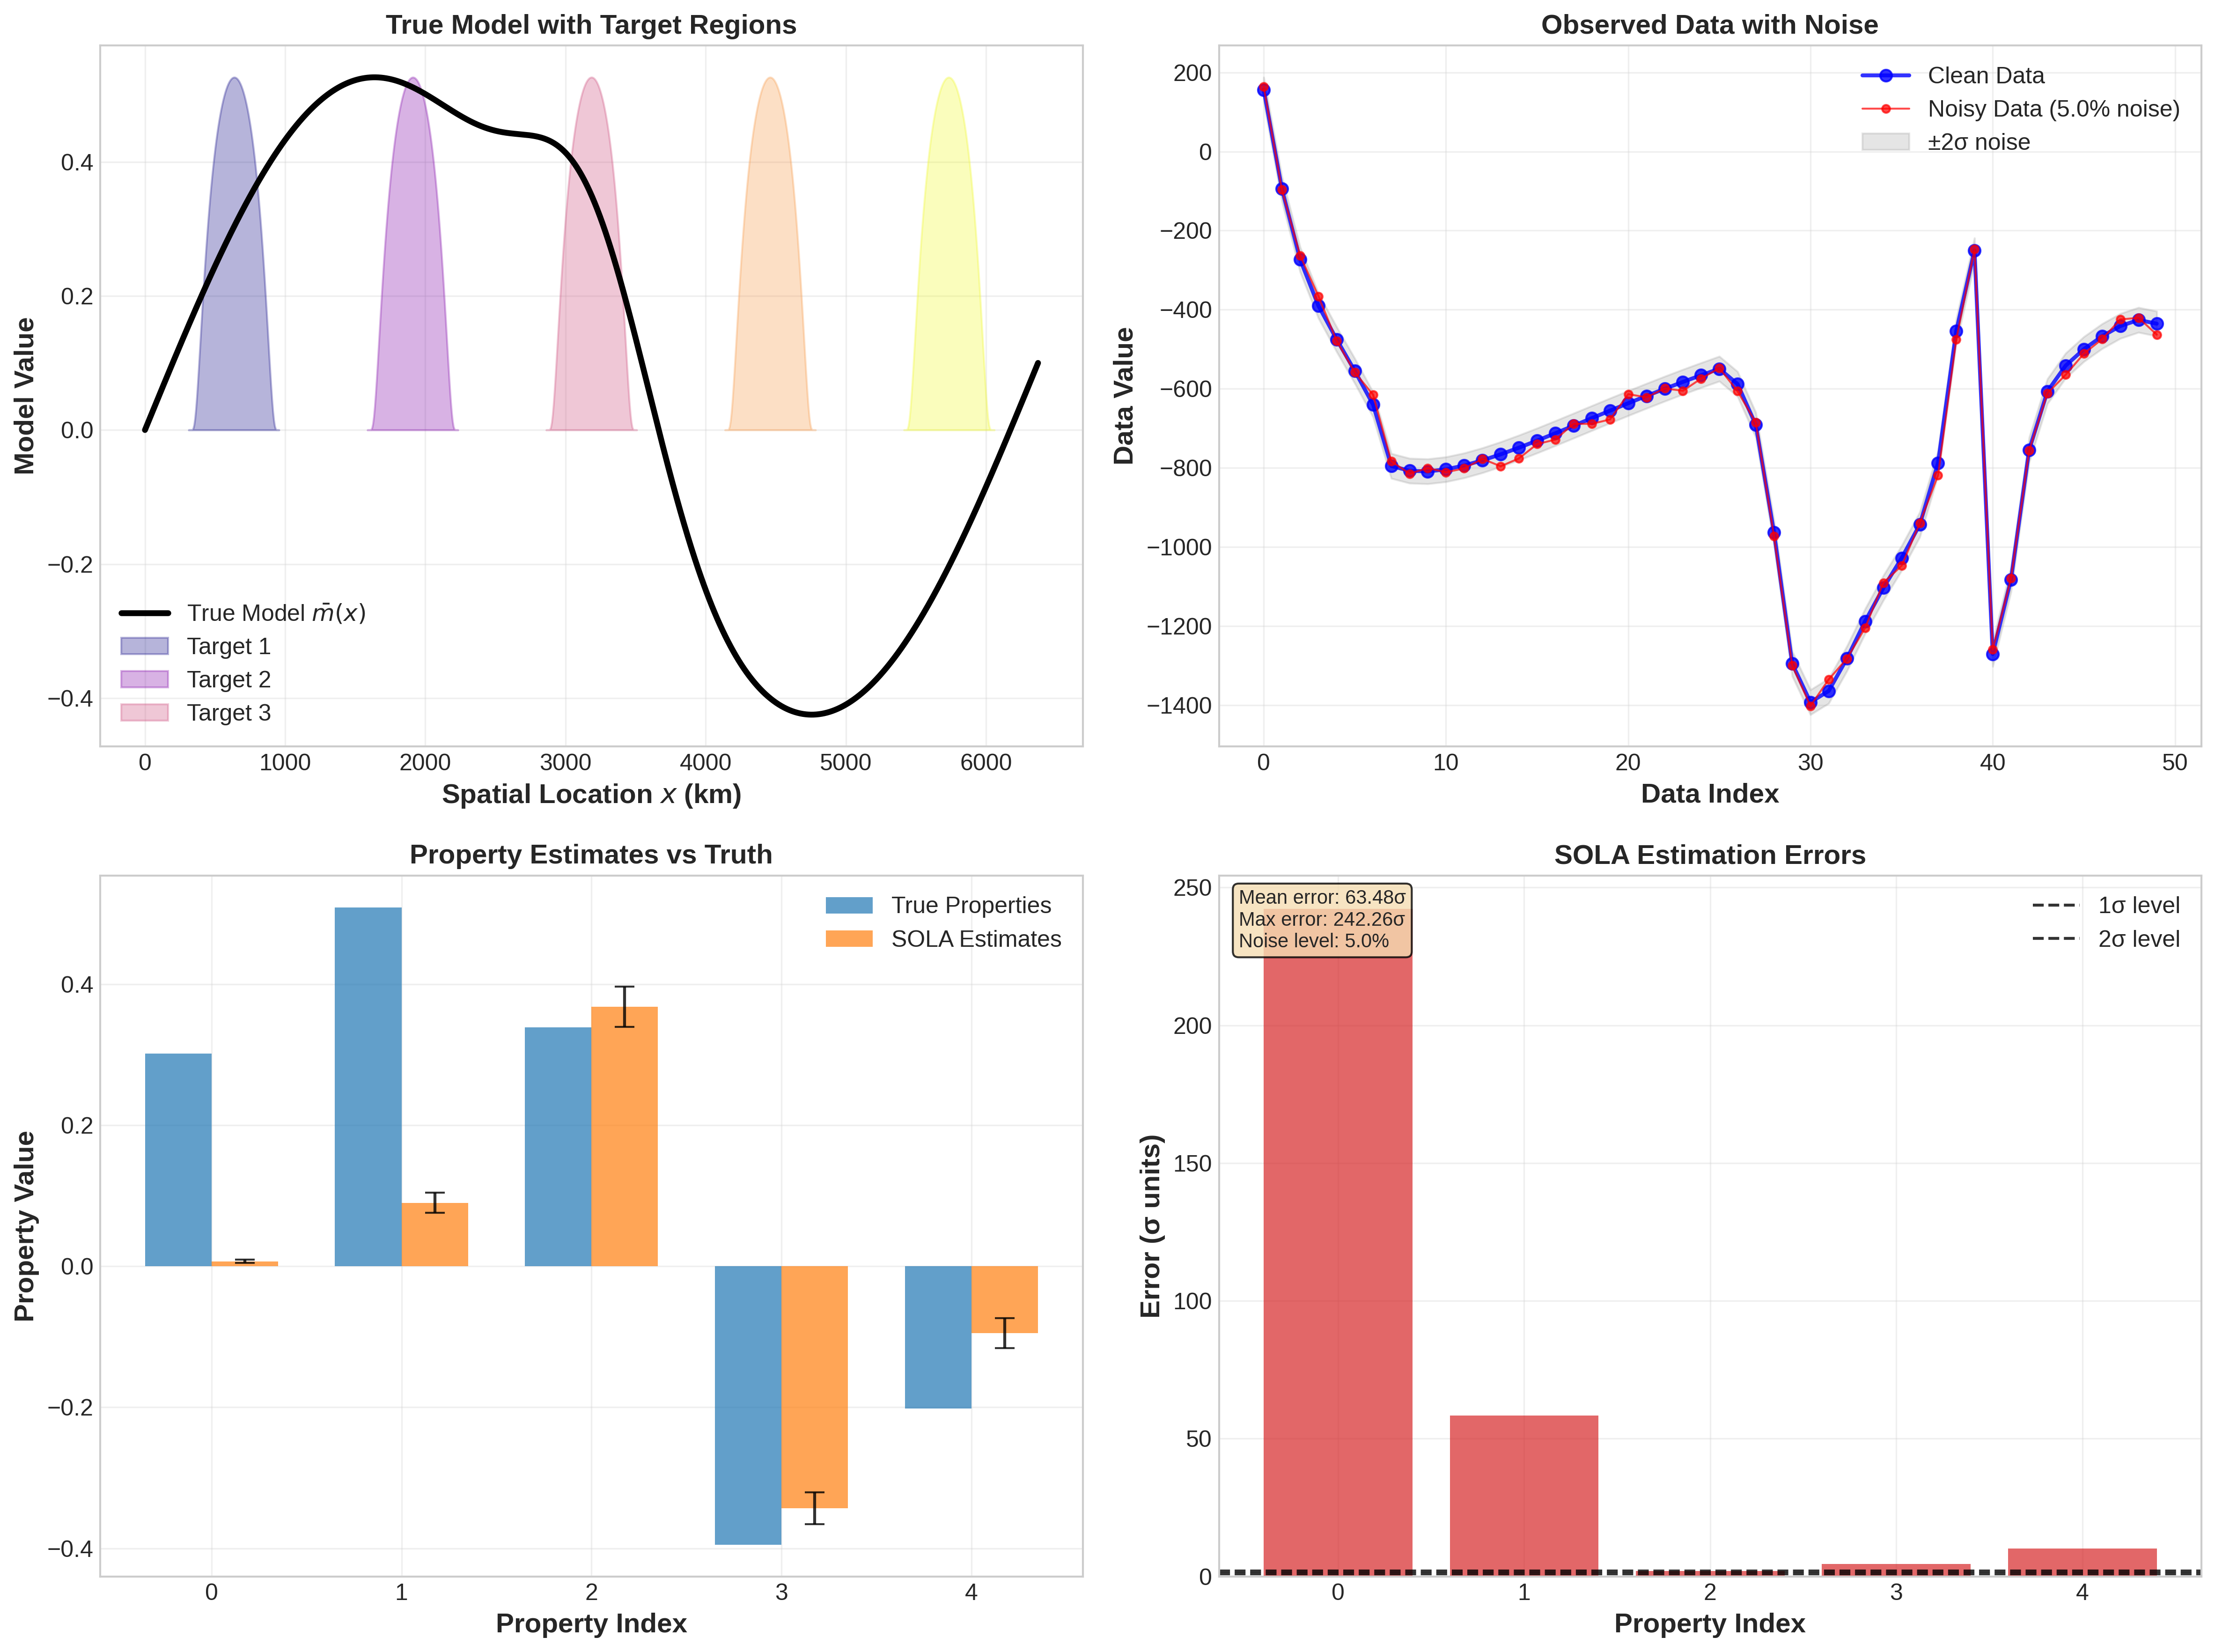 True Model with Target Regions
Model Value
0.4
0.2
0.0
−0.2
−0.4
True Model m̄(x)
Target 1
Target 2
Target 3
0 1000 2000 3000 4000 5000 6000
Spatial Location x (km)
Observed Data with Noise
Data Value
200
0
−200
−400
−600
−800
−1000
−1200
−1400
Clean Data
Noisy Data (5.0% noise)
±2σ noise
0 10 20 30 40 50
Data Index
Property Estimates vs Truth
Property Value
0.4
0.2
0.0
−0.2
−0.4
True Properties
SOLA Estimates
0 1 2 3 4
Property Index
SOLA Estimation Errors
Error (σ units)
250
200
150
100
50
0
Mean error: 63.48σ
Max error: 242.26σ
Noise level: 5.0%
1σ level
2σ level
0 1 2 3 4
Property Index